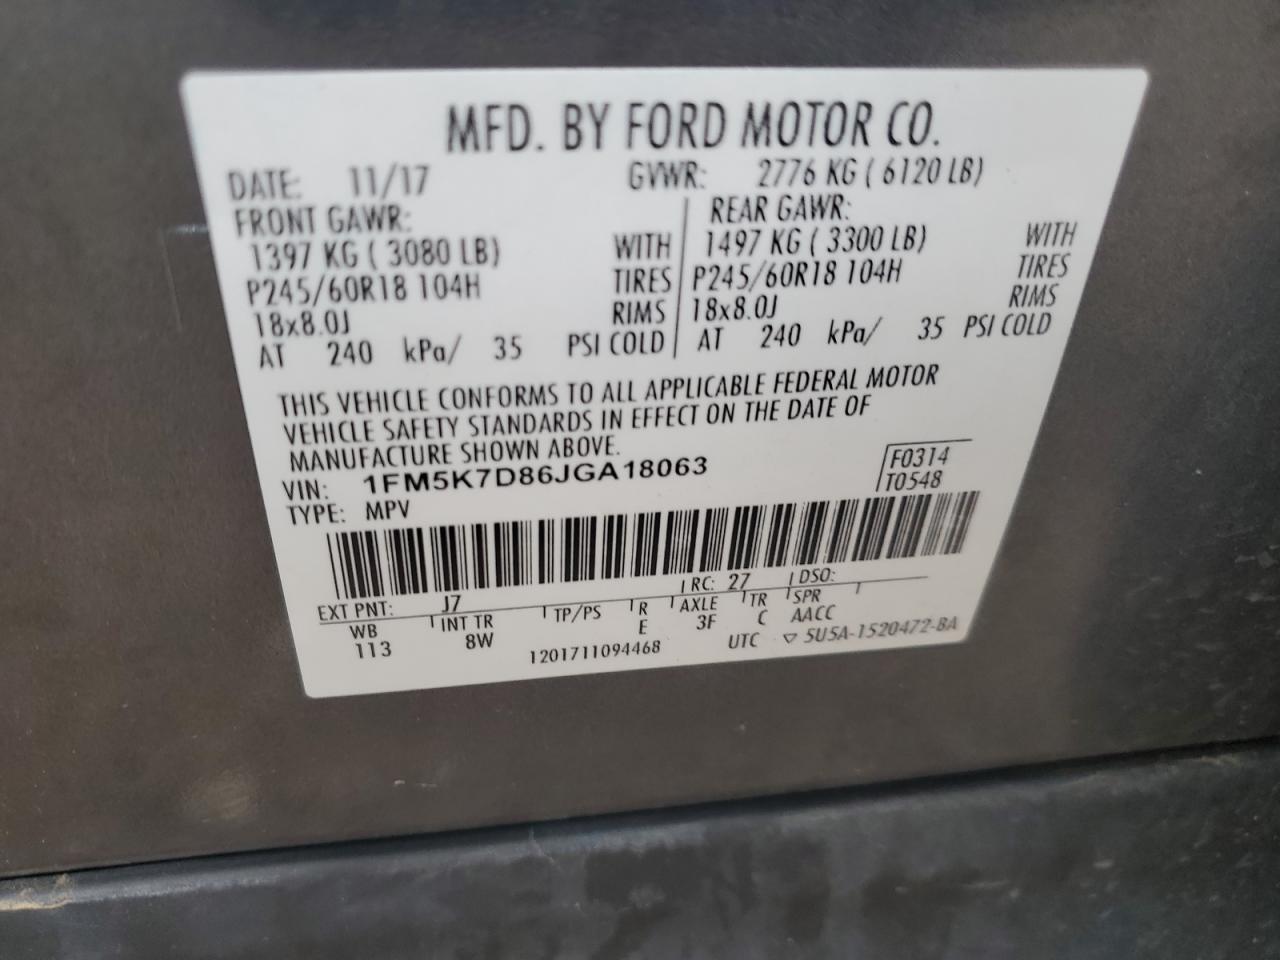 MFD. BY FORD MOTOR CO.
DATE: 11/17 GVWR: 2776 KG ( 6120 LB)
FRONT GAWR: REAR GAWR:
1397 KG ( 3080 LB) WITH 1497 KG ( 3300 LB) WITH
P245/60R18 104H TIRES P245/60R18 104H TIRES
18x8.0J RIMS 18x8.0J RIMS
AT 240 kPa/ 35 PSI COLD AT 240 kPa/ 35 PSI COLD
THIS VEHICLE CONFORMS TO ALL APPLICABLE FEDERAL MOTOR
VEHICLE SAFETY STANDARDS IN EFFECT ON THE DATE OF
MANUFACTURE SHOWN ABOVE.
VIN: 1FM5K7D86JGA18063 F0314
TYPE: MPV T0548
EXT PNT: J7 RC: 27 DSO:
WB INT TR TP/PS R AXLE TR SPR
113 8W E 3F C AACC
1201711094468 UTC ▽ 5U5A-1520472-BA